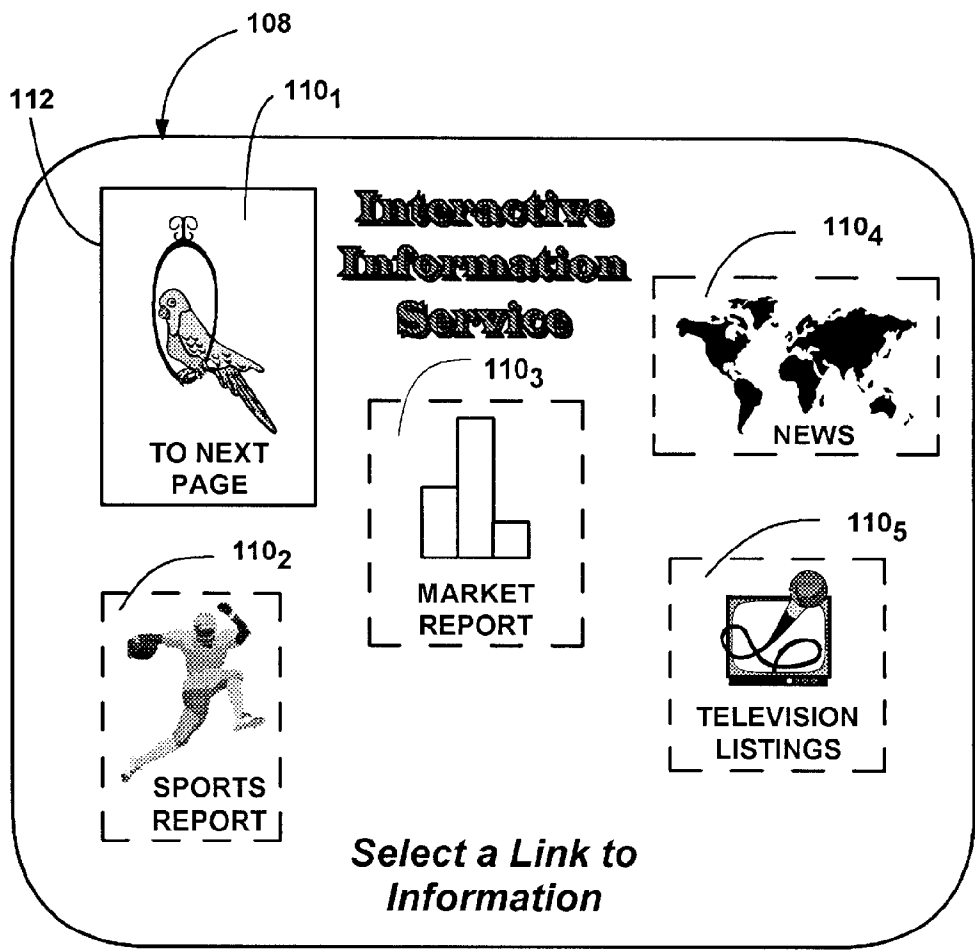 108
112
110₁
Interactive
Information
Service
110₄
NEWS
TO NEXT
PAGE
110₃
MARKET
REPORT
110₂
SPORTS
REPORT
110₅
TELEVISION
LISTINGS
Select a Link to
Information